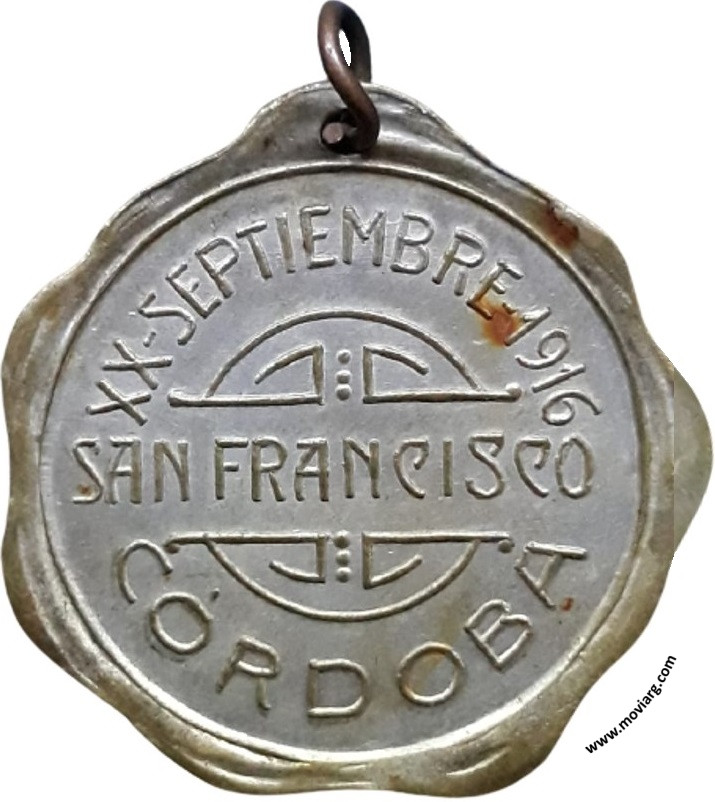 XX-SEPTIEMBRE-1916
SAN FRANCISCO
CÓRDOBA
www.moviarg.com